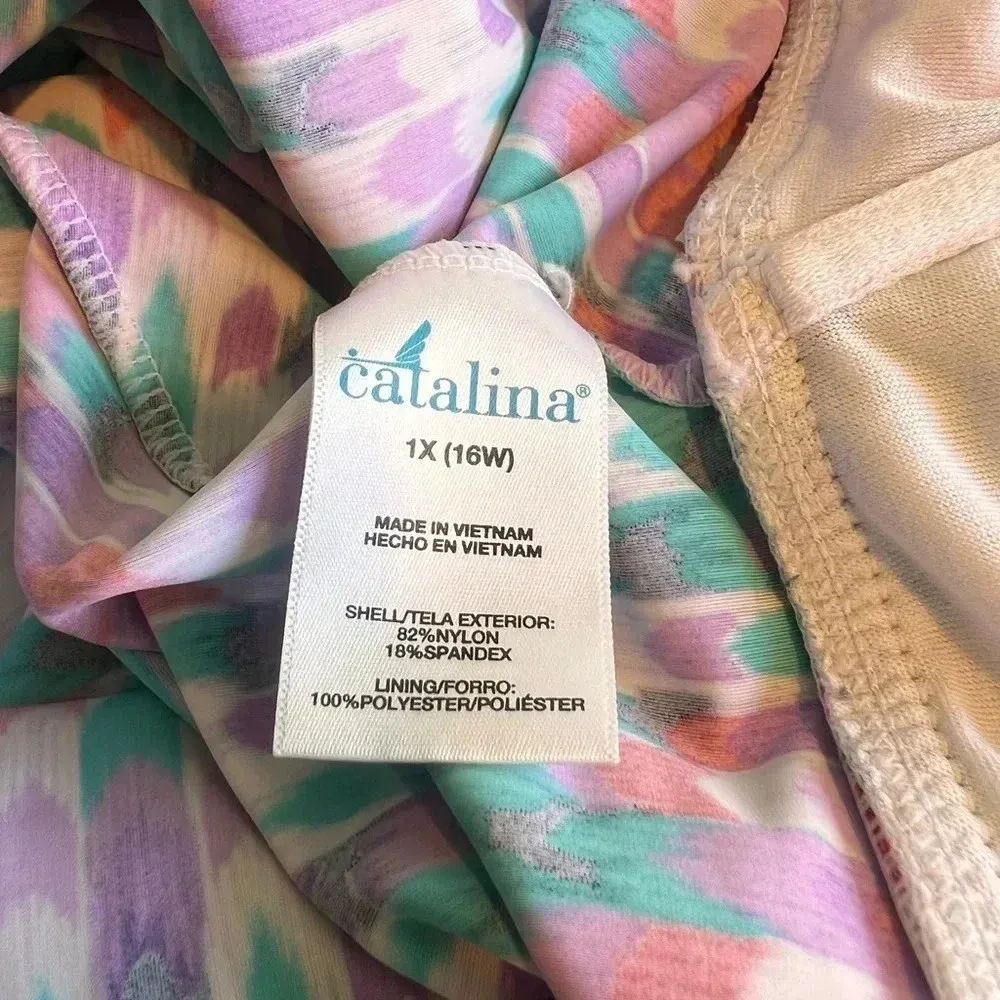 catalina®
1X (16W)
MADE IN VIETNAM
HECHO EN VIETNAM
SHELL/TELA EXTERIOR:
82%NYLON
18%SPANDEX
LINING/FORRO:
100%POLYESTER/POLIÉSTER